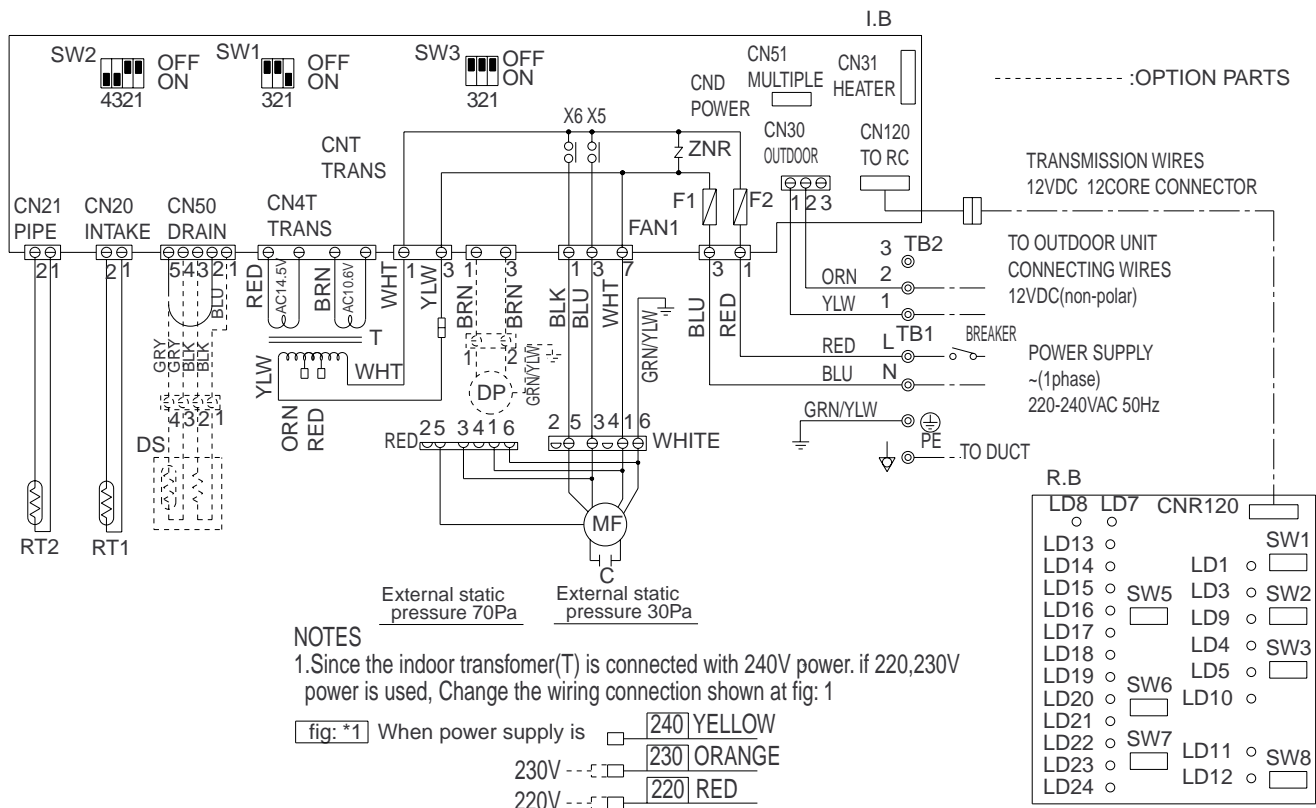 I.B
SW2
OFF
ON
4321
SW1
OFF
ON
321
SW3
OFF
ON
321
CN51
MULTIPLE
CN31
HEATER
:OPTION PARTS
CND
POWER
X6 X5
CNT
TRANS
ZNR
CN30
OUTDOOR
CN120
TO RC
TRANSMISSION WIRES
12VDC 12CORE CONNECTOR
F1
F2
1 2 3
CN21
PIPE
CN20
INTAKE
CN50
DRAIN
CN4T
TRANS
FAN1
2 1
2 1
5 4 3 2 1
1 3
1 3
1 3 7
3 1
3 TB2
ORN 2
YLW 1
TO OUTDOOR UNIT
CONNECTING WIRES
12VDC(non-polar)
RED
AC14.5V
BRN
AC10.6V
WHT
YLW
BRN
BRN
BLK
BLU
WHT
GRN/YLW
BLU
RED
BLU
GRY
GRY
BLK
BLK
T
YLW
WHT
ORN
RED
1 2
DP
GRN/YLW
TB1
RED L
BREAKER
BLU N
POWER SUPPLY
~(1phase)
220-240VAC 50Hz
GRN/YLW
PE
TO DUCT
4 3 2 1
DS
RED
2 5 3 4 1 6
2 5 3 4 1 6
WHITE
MF
C
RT2
RT1
External static
pressure 70Pa
External static
pressure 30Pa
R.B
LD8 LD7
CNR120
LD13
LD14
LD15
LD16
LD17
LD18
LD19
LD20
LD21
LD22
LD23
LD24
SW5
SW6
SW7
LD1
LD3
LD9
LD4
LD5
LD10
LD11
LD12
SW1
SW2
SW3
SW8
NOTES
1.Since the indoor transfomer(T) is connected with 240V power. if 220,230V
power is used, Change the wiring connection shown at fig: 1
fig: *1 When power supply is
240 YELLOW
230V 230 ORANGE
220V 220 RED